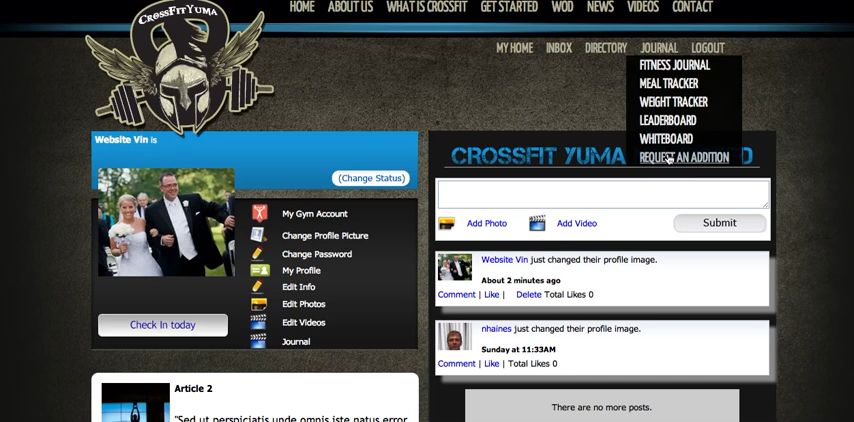 CROSSFIT YUMA
HOME ABOUT US WHAT IS CROSSFIT GET STARTED WOD NEWS VIDEOS CONTACT
MY HOME INBOX DIRECTORY JOURNAL LOGOUT
FITNESS JOURNAL
MEAL TRACKER
WEIGHT TRACKER
LEADERBOARD
WHITEBOARD
REQUEST AN ADDITION
Website Vin is
(Change Status)
My Gym Account
Change Profile Picture
Change Password
My Profile
Edit Info
Edit Photos
Edit Videos
Journal
Check In today
Article 2
"Sed ut perspiciatis unde omnis iste natus error
CROSSFIT YUMA
Add Photo Add Video Submit
Website Vin just changed their profile image.
About 2 minutes ago
Comment | Like | Delete Total Likes 0
nhaines just changed their profile image.
Sunday at 11:33AM
Comment | Like | Total Likes 0
There are no more posts.